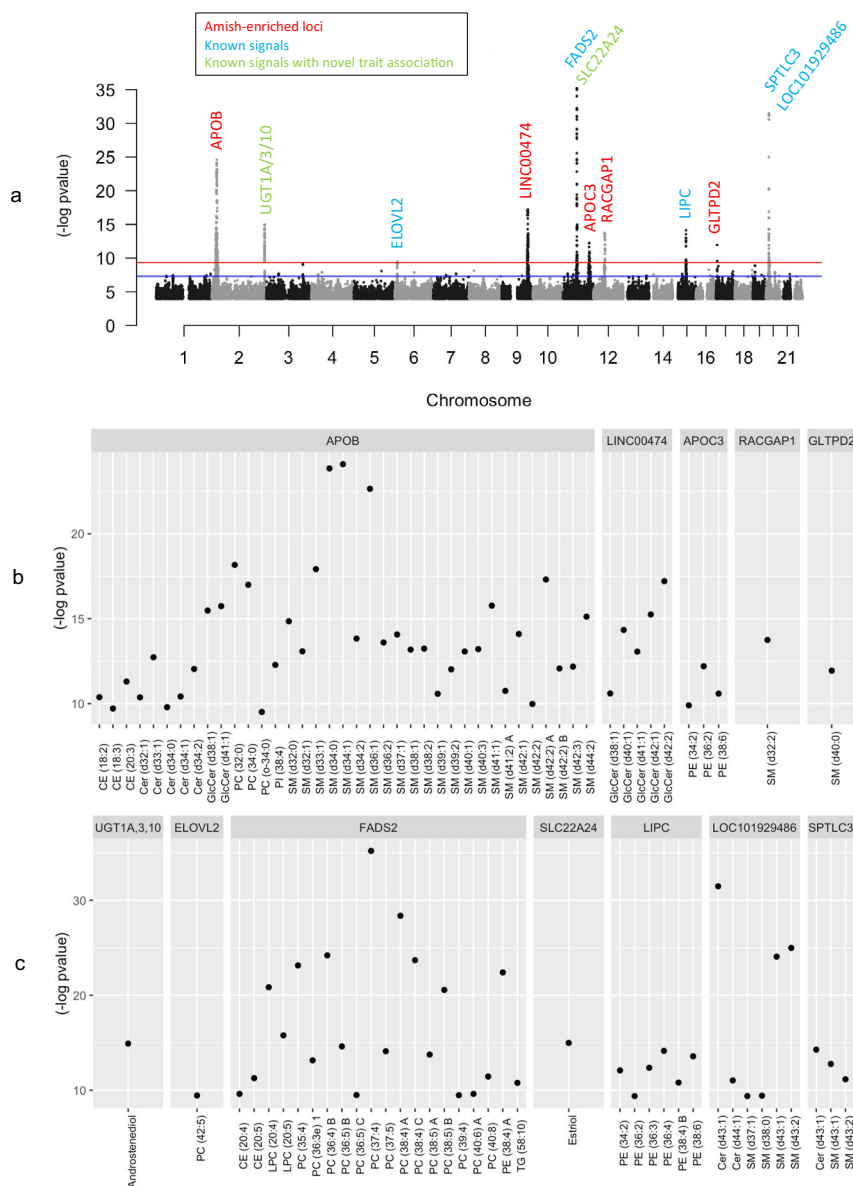 Amish-enriched loci
Known signals
Known signals with novel trait association
a
(-log pvalue)
35
30
25
20
15
10
5
0
APOB
UGT1A/3/10
ELOVL2
LINC00474
FADS2
SLC22A24
APOC3
RACGAP1
LIPC
GLTPD2
SPTLC3
LOC101929486
1 2 3 4 5 6 7 8 9 10 12 14 16 18 21
Chromosome
b
APOB LINC00474 APOC3 RACGAP1 GLTPD2
(-log pvalue)
20
15
10
CE (18:2)
CE (18:3)
CE (20:3)
Cer (d32:1)
Cer (d33:1)
Cer (d34:0)
Cer (d34:1)
Cer (d34:2)
GlcCer (d38:1)
GlcCer (d41:1)
PC (32:0)
PC (34:0)
PC (o-34:0)
PI (38:4)
SM (d32:0)
SM (d32:1)
SM (d33:1)
SM (d34:0)
SM (d34:1)
SM (d34:2)
SM (d36:1)
SM (d36:2)
SM (d37:1)
SM (d38:1)
SM (d38:2)
SM (d39:1)
SM (d39:2)
SM (d40:1)
SM (d40:3)
SM (d41:1)
SM (d41:2) A
SM (d42:1)
SM (d42:2)
SM (d42:2) A
SM (d42:2) B
SM (d42:3)
SM (d44:2)
GlcCer (d38:1)
GlcCer (d40:1)
GlcCer (d41:1)
GlcCer (d42:1)
GlcCer (d42:2)
PE (34:2)
PE (36:2)
PE (38:6)
SM (d32:2)
SM (d40:0)
c
UGT1A,3,10 ELOVL2 FADS2 SLC22A24 LIPC LOC101929486 SPTLC3
(-log pvalue)
30
20
10
Androstenediol
PC (42:5)
CE (20:4)
CE (20:5)
LPC (20:4)
LPC (20:5)
PC (35:4)
PC (36:3e) 1
PC (36:4) B
PC (36:5) B
PC (36:5) C
PC (37:4)
PC (37:5)
PC (38:4) A
PC (38:4) C
PC (38:5) A
PC (38:5) B
PC (39:4)
PC (40:6) A
PC (40:8)
PE (38:4) A
TG (58:10)
Estriol
PE (34:2)
PE (36:2)
PE (36:3)
PE (36:4)
PE (38:4) B
PE (38:6)
Cer (d43:1)
Cer (d44:1)
SM (d37:1)
SM (d38:0)
SM (d43:1)
SM (d43:2)
Cer (d43:1)
SM (d43:1)
SM (d43:2)